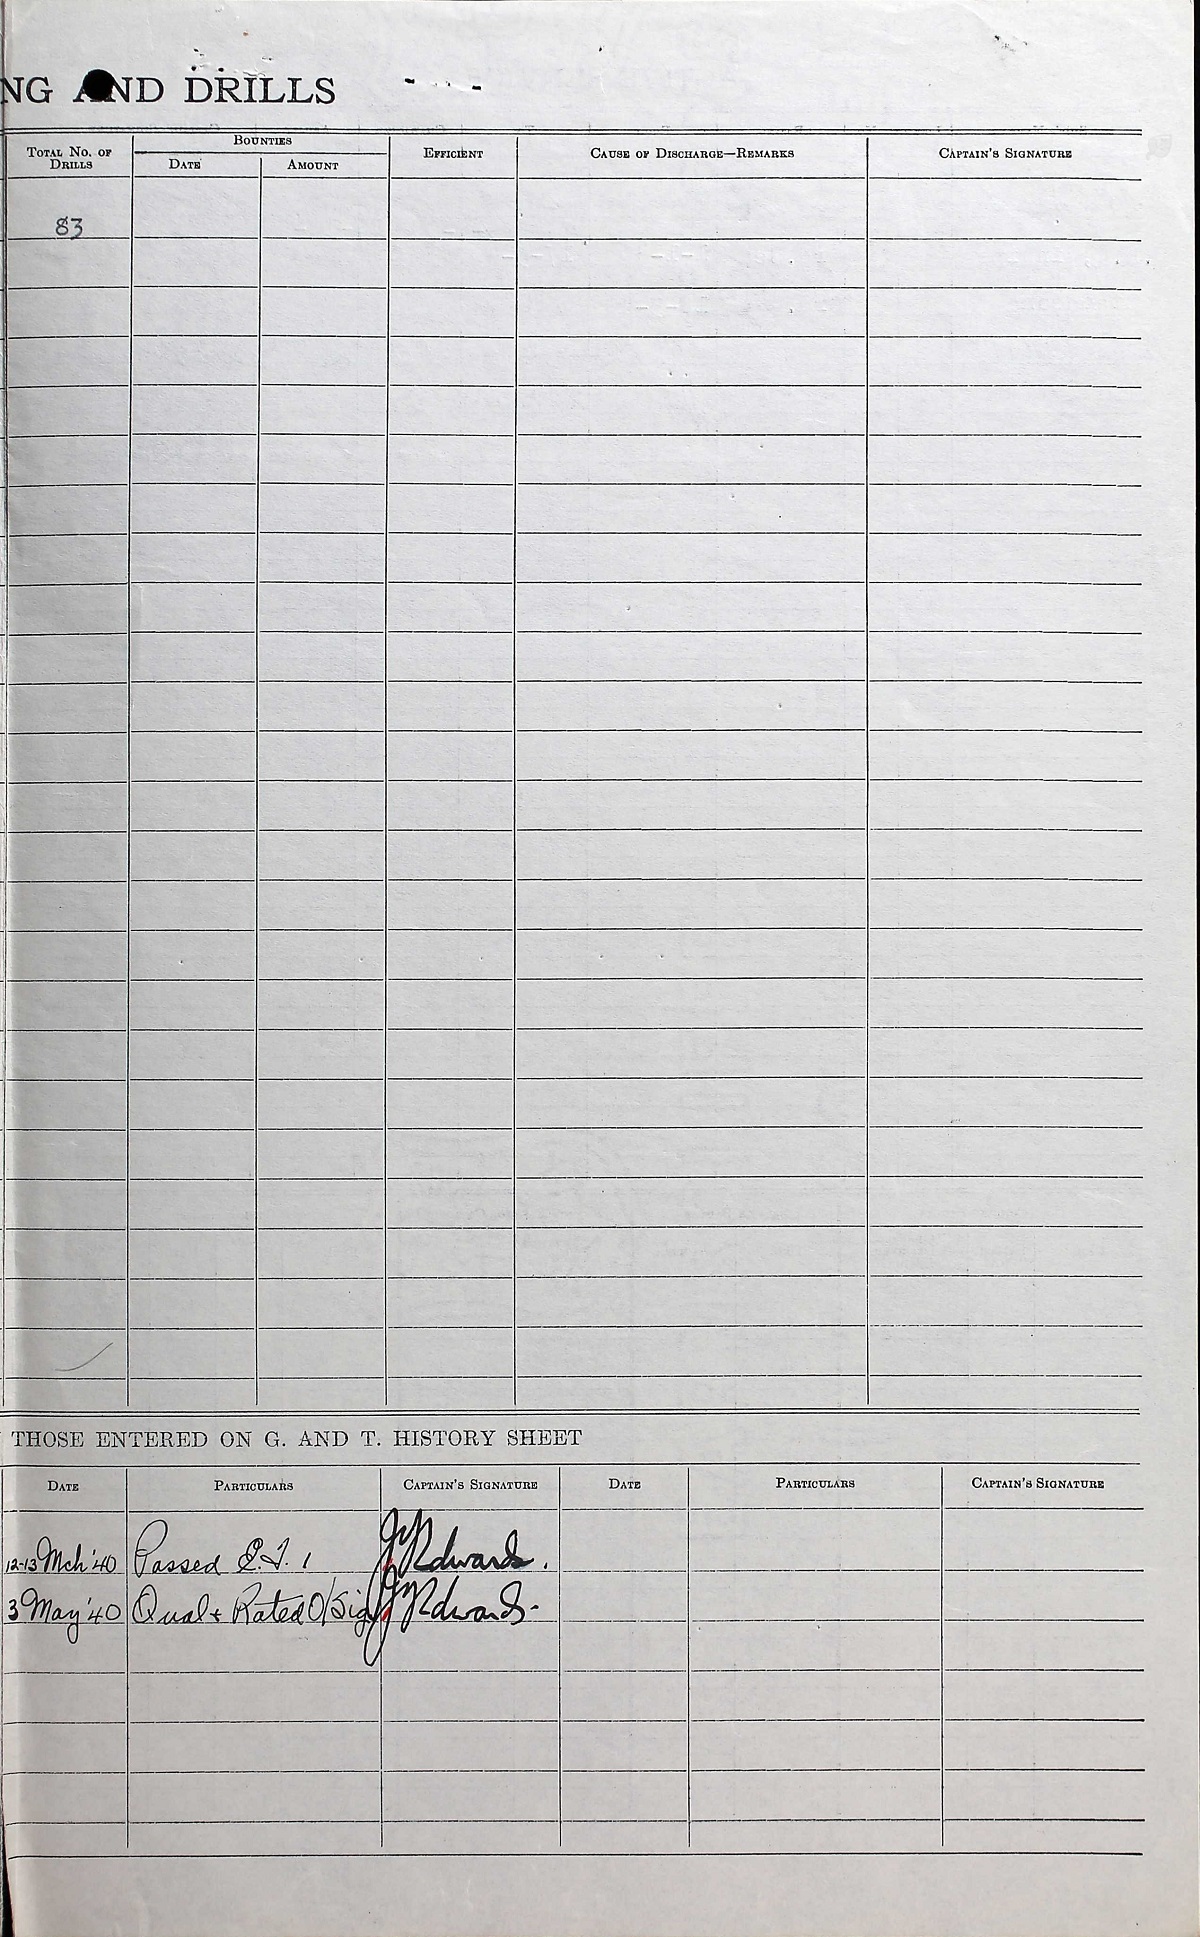 NG AND DRILLS
TOTAL NO. OF DRILLS BOUNTIES EFFICIENT CAUSE OF DISCHARGE—REMARKS CAPTAIN'S SIGNATURE
DATE AMOUNT
83
THOSE ENTERED ON G. AND T. HISTORY SHEET
DATE PARTICULARS CAPTAIN'S SIGNATURE DATE PARTICULARS CAPTAIN'S SIGNATURE
12-13 Mch '40 Passed E.T. 1 Edwards.
3 May '40 Qual + Rated O/Sig Edwards.